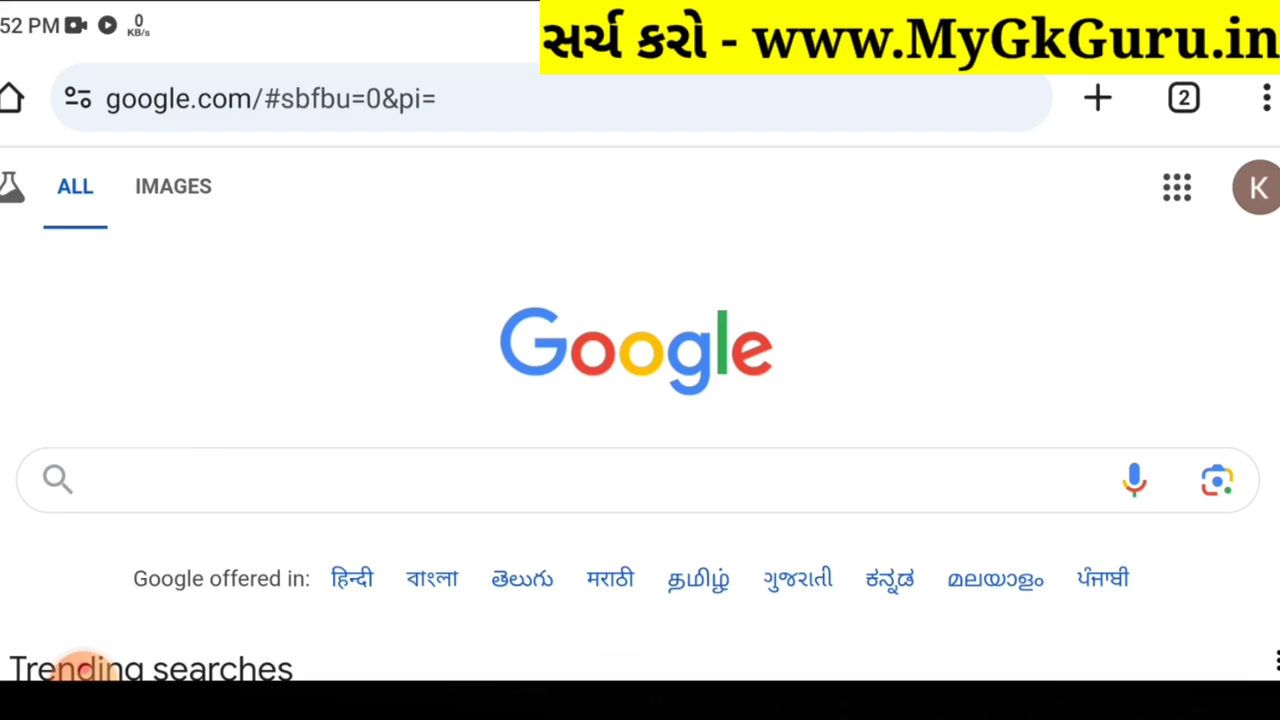 52 PM 0 KB/s
સર્ચ કરો - www.MyGkGuru.in
google.com/#sbfbu=0&pi=
2
ALL IMAGES
K
Google
Google offered in: हिन्दी বাংলা తెలుగు मराठी தமிழ் ગુજરાતી ಕನ್ನಡ മലയാളം ਪੰਜਾਬੀ
Trending searches